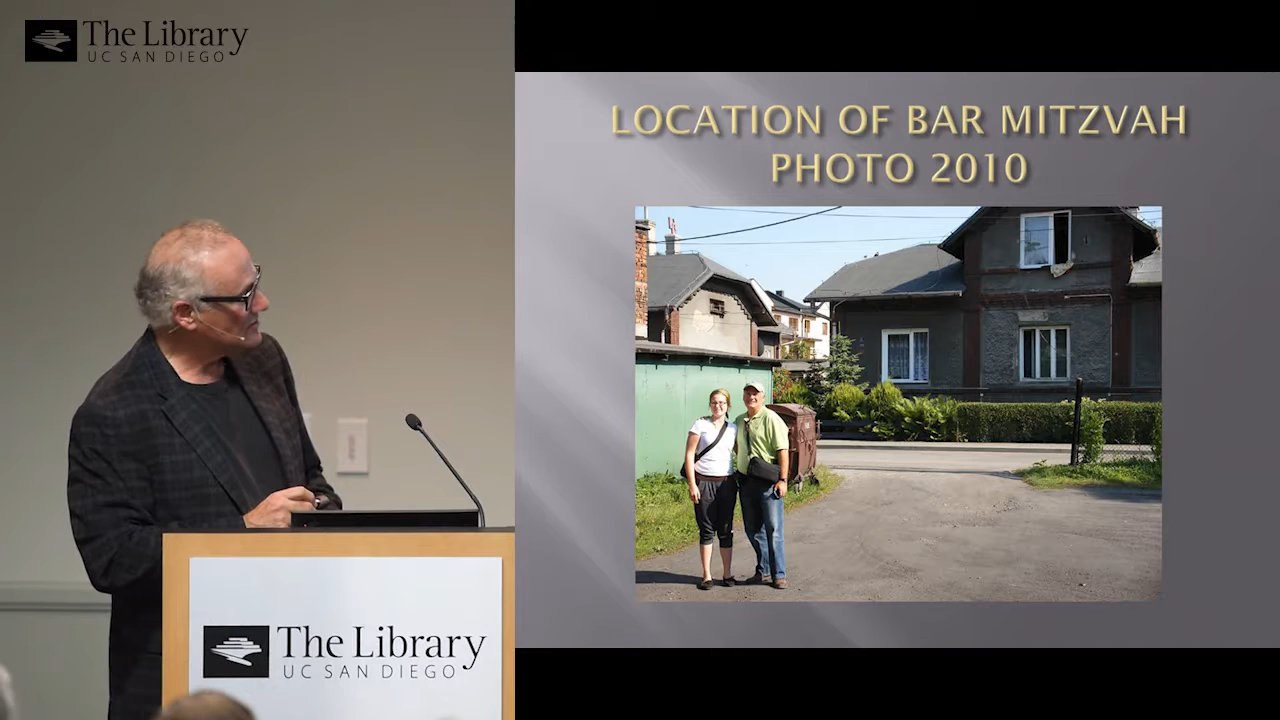 The Library
UC SAN DIEGO
LOCATION OF BAR MITZVAH
PHOTO 2010
The Library
UC SAN DIEGO